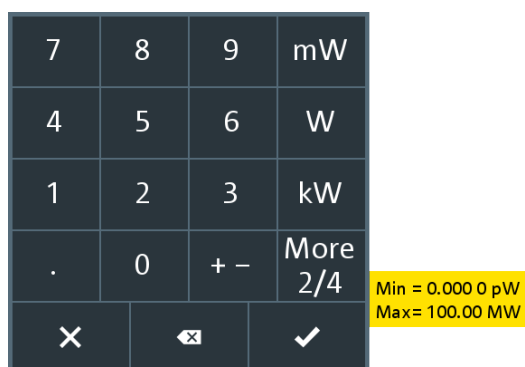 7 8 9 mW
4 5 6 W
1 2 3 kW
. 0 + − More
2/4
Min = 0.000 0 pW
Max= 100.00 MW